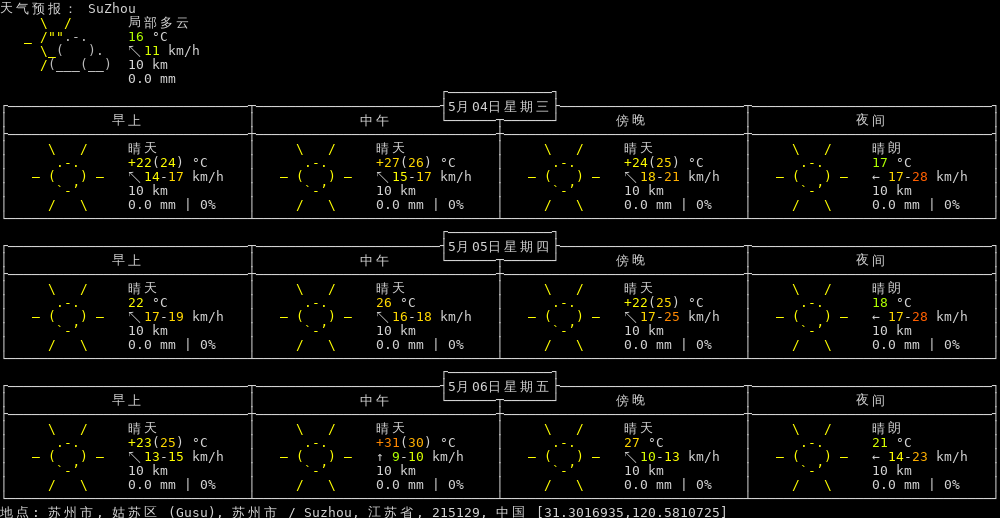 天气预报： SuZhou
局部多云
16 °C
↖ 11 km/h
10 km
0.0 mm
5月04日星期三
早上 中午 傍晚 夜间
晴天 晴天 晴天 晴朗
+22(24) °C +27(26) °C +24(25) °C 17 °C
↖ 14-17 km/h ↖ 15-17 km/h ↖ 18-21 km/h ← 17-28 km/h
10 km 10 km 10 km 10 km
0.0 mm | 0% 0.0 mm | 0% 0.0 mm | 0% 0.0 mm | 0%
5月05日星期四
早上 中午 傍晚 夜间
晴天 晴天 晴天 晴朗
22 °C 26 °C +22(25) °C 18 °C
↖ 17-19 km/h ↖ 16-18 km/h ↖ 17-25 km/h ← 17-28 km/h
10 km 10 km 10 km 10 km
0.0 mm | 0% 0.0 mm | 0% 0.0 mm | 0% 0.0 mm | 0%
5月06日星期五
早上 中午 傍晚 夜间
晴天 晴天 晴天 晴朗
+23(25) °C +31(30) °C 27 °C 21 °C
↖ 13-15 km/h ↑ 9-10 km/h ↖ 10-13 km/h ← 14-23 km/h
10 km 10 km 10 km 10 km
0.0 mm | 0% 0.0 mm | 0% 0.0 mm | 0% 0.0 mm | 0%
地点: 苏州市, 姑苏区 (Gusu), 苏州市 / Suzhou, 江苏省, 215129, 中国 [31.3016935,120.5810725]